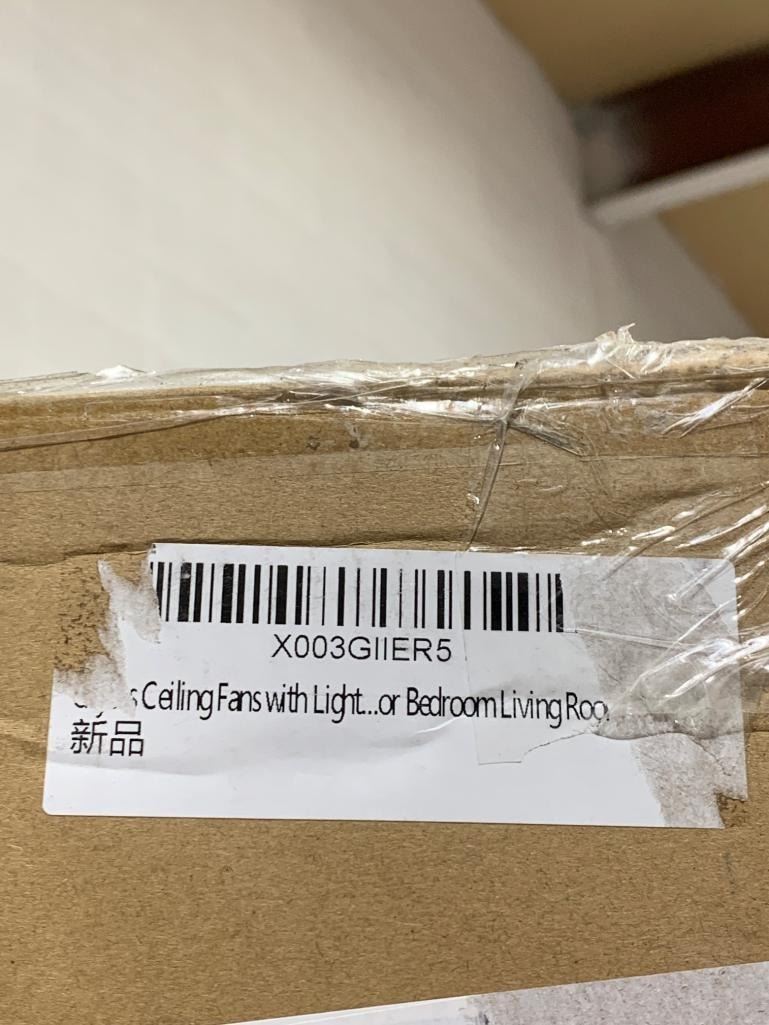 X003GIIER5
Ceiling Fans with Light...or Bedroom Living
新品